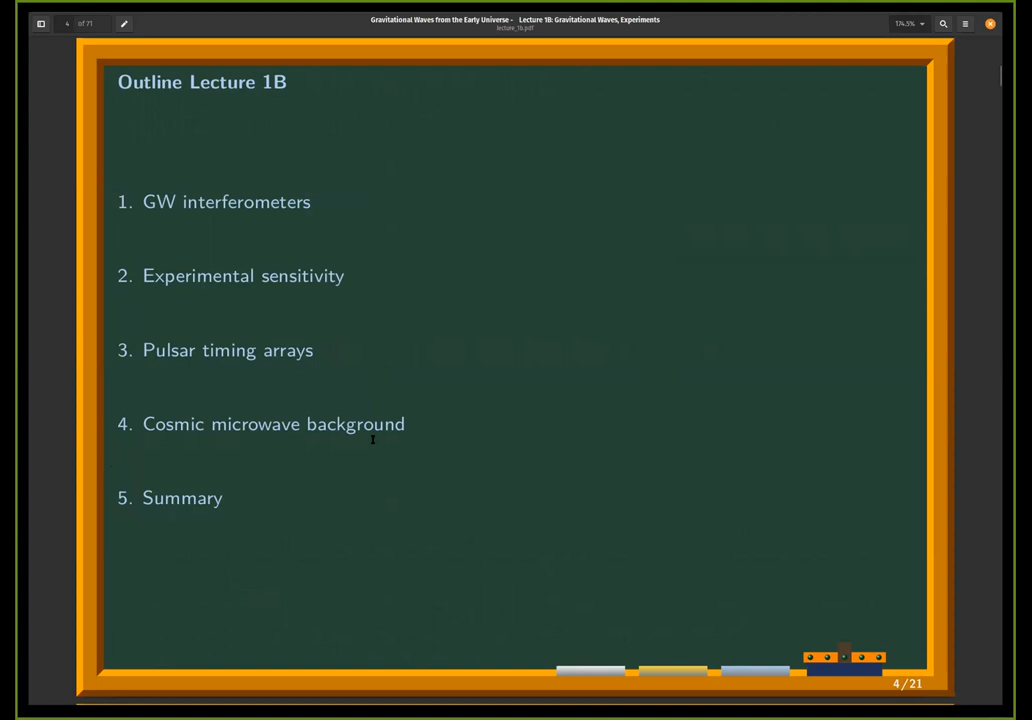 4 of 71
Gravitational Waves from the Early Universe - Lecture 1B: Gravitational Waves, Experiments
lecture_1b.pdf
174.5%
Outline Lecture 1B
1. GW interferometers
2. Experimental sensitivity
3. Pulsar timing arrays
4. Cosmic microwave background
5. Summary
4/21